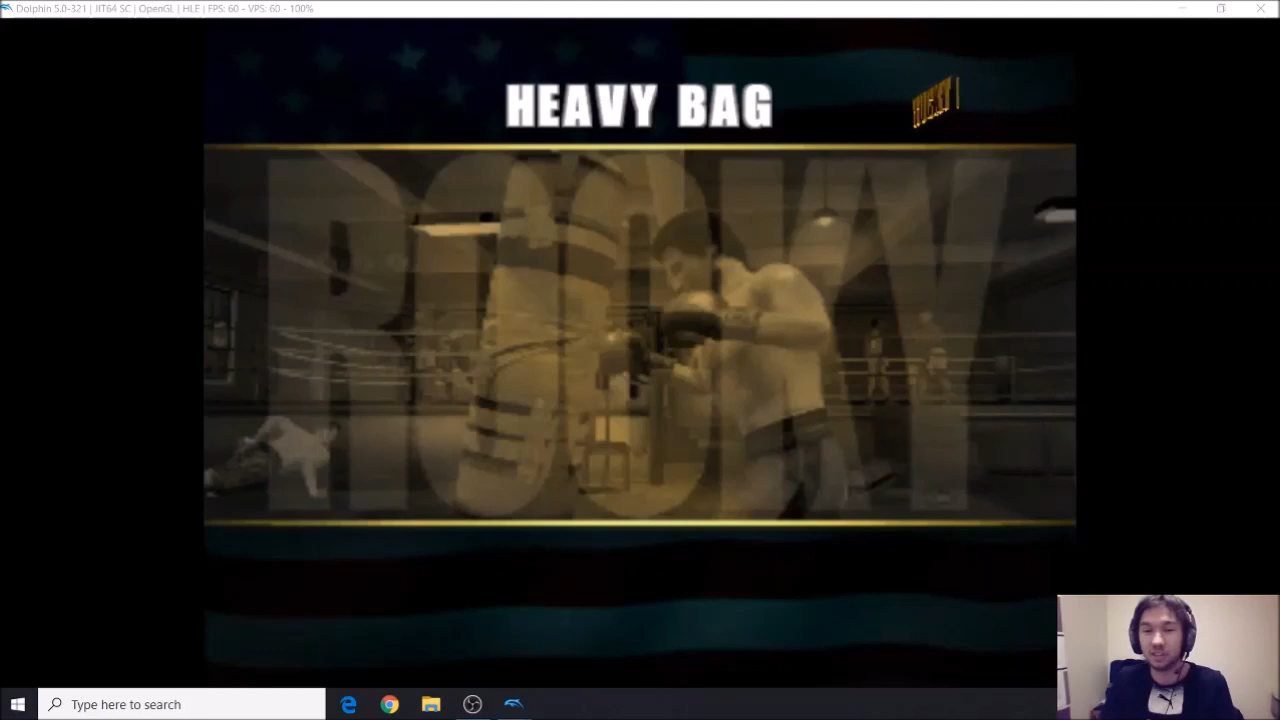 Dolphin 5.0-321 | JIT64 SC | OpenGL | HLE | FPS: 60 - VPS: 60 - 100%
HEAVY BAG
ROCKY
Type here to search